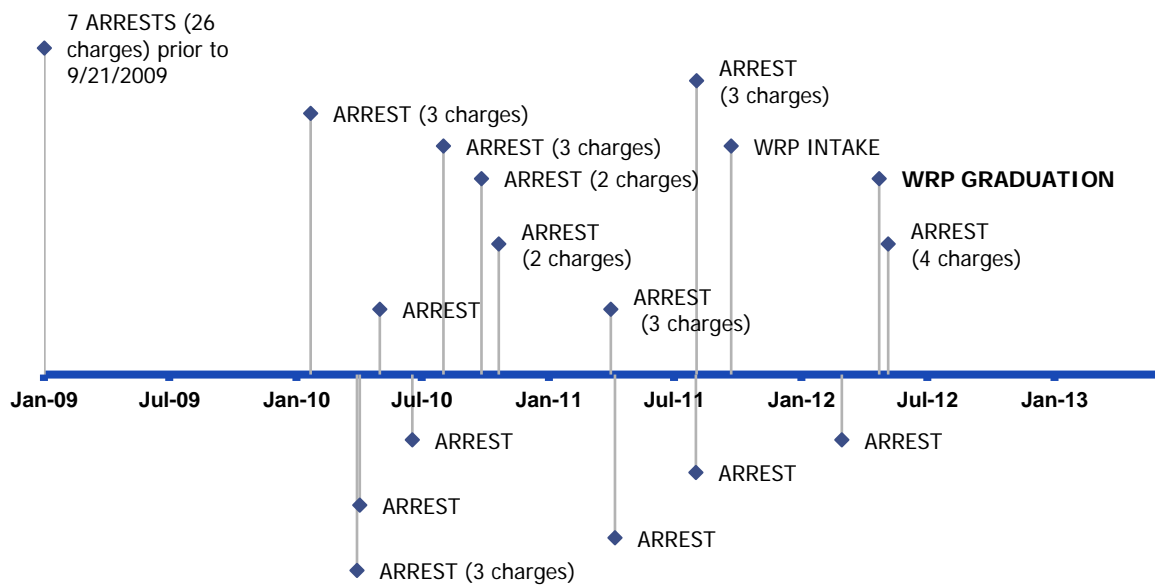 7 ARRESTS (26
charges) prior to
9/21/2009
ARREST
(3 charges)
ARREST (3 charges)
ARREST (3 charges)
WRP INTAKE
ARREST (2 charges)
WRP GRADUATION
ARREST
(2 charges)
ARREST
(4 charges)
ARREST
ARREST
(3 charges)
Jan-09 Jul-09 Jan-10 Jul-10 Jan-11 Jul-11 Jan-12 Jul-12 Jan-13
ARREST
ARREST
ARREST
ARREST
ARREST
ARREST (3 charges)